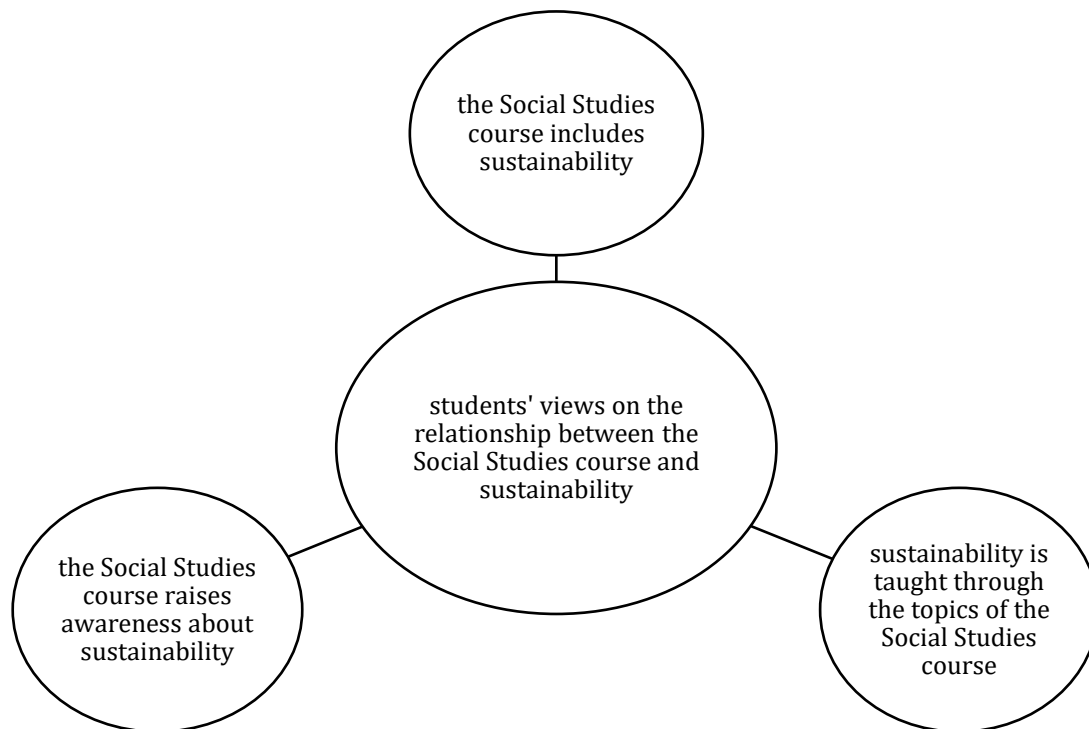 the Social Studies
course includes
sustainability
students' views on the
relationship between the
Social Studies course and
sustainability
the Social Studies
course raises
awareness about
sustainability
sustainability is
taught through
the topics of the
Social Studies
course